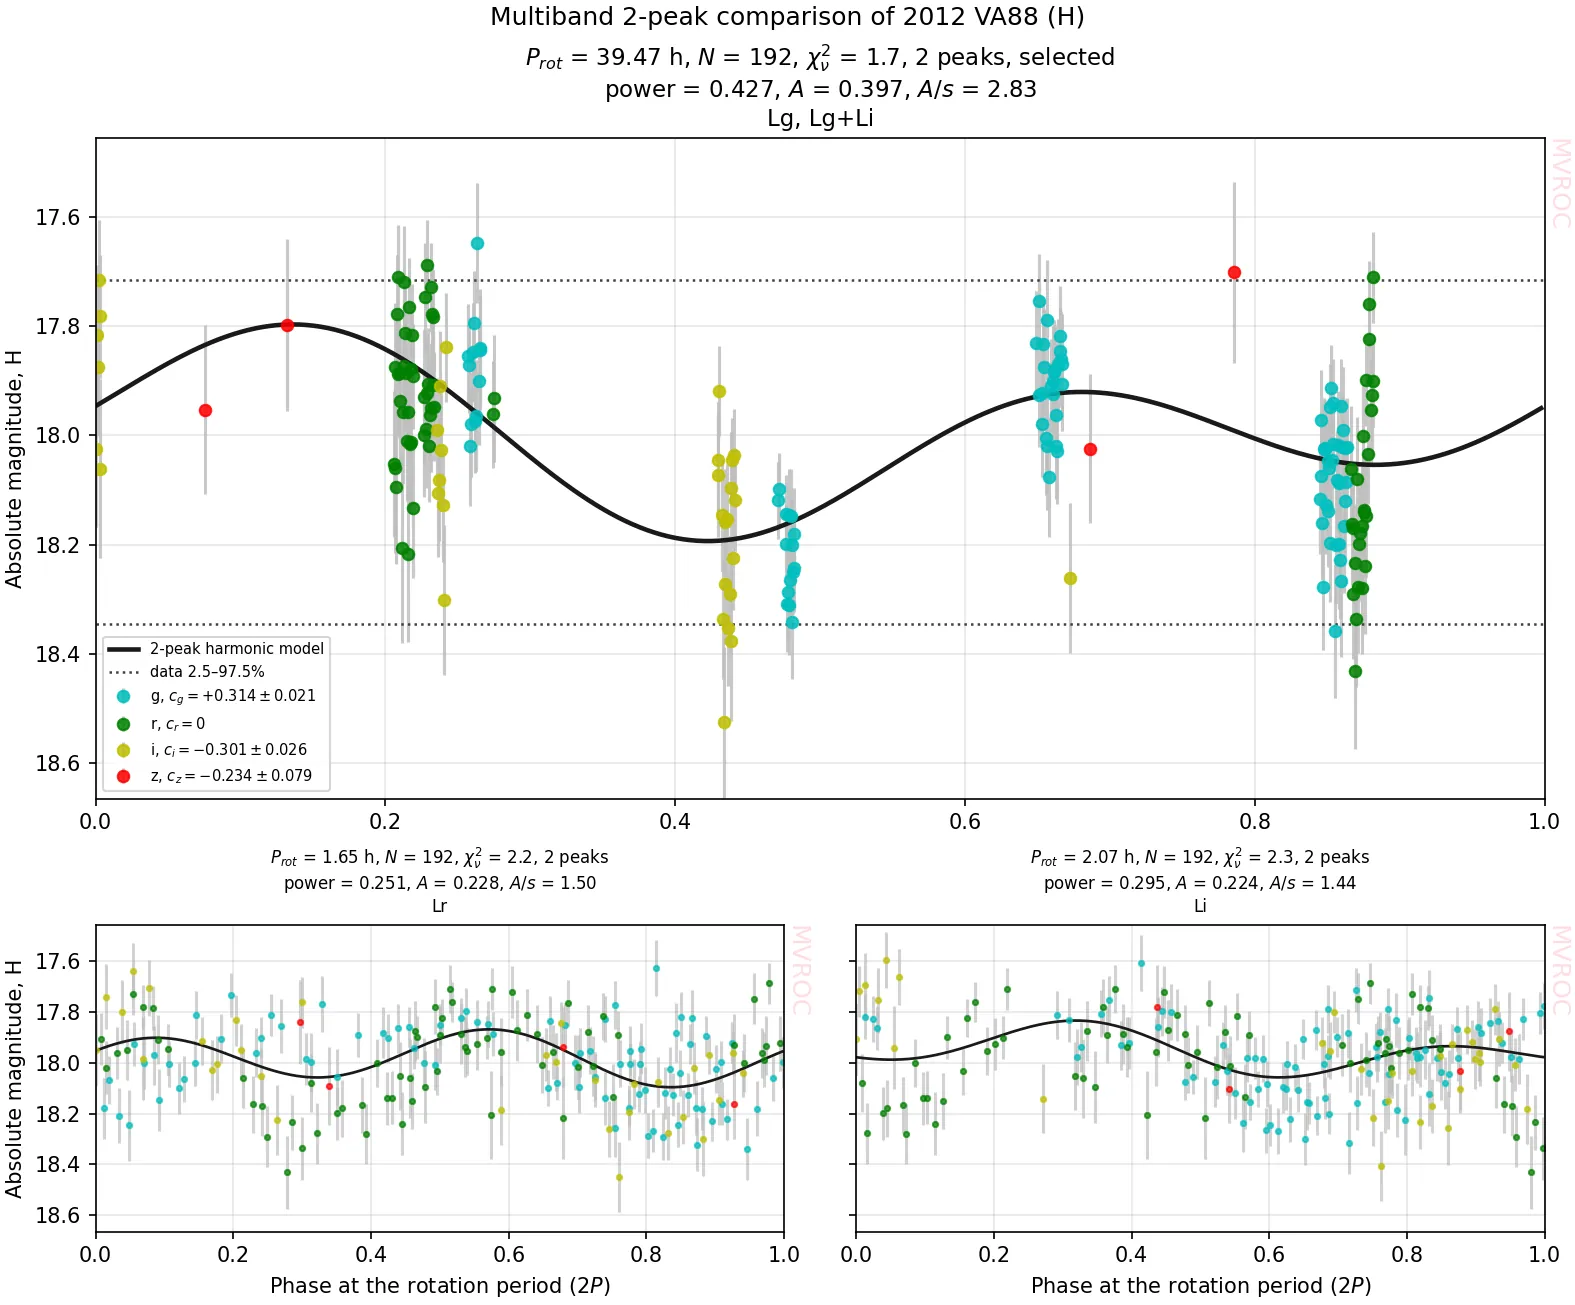 Multiband 2-peak comparison of 2012 VA88 (H)
P_rot = 39.47 h, N = 192, χ²_ν = 1.7, 2 peaks, selected
power = 0.427, A = 0.397, A/s = 2.83
Lg, Lg+Li
MVROC
Absolute magnitude, H
17.6
17.8
18.0
18.2
18.4
18.6
2-peak harmonic model
data 2.5–97.5%
g, c_g = +0.314 ± 0.021
r, c_r = 0
i, c_i = −0.301 ± 0.026
z, c_z = −0.234 ± 0.079
0.0 0.2 0.4 0.6 0.8 1.0
P_rot = 1.65 h, N = 192, χ²_ν = 2.2, 2 peaks
power = 0.251, A = 0.228, A/s = 1.50
Lr
MVROC
Absolute magnitude, H
17.6
17.8
18.0
18.2
18.4
18.6
0.0 0.2 0.4 0.6 0.8 1.0
Phase at the rotation period (2P)
P_rot = 2.07 h, N = 192, χ²_ν = 2.3, 2 peaks
power = 0.295, A = 0.224, A/s = 1.44
Li
MVROC
0.0 0.2 0.4 0.6 0.8 1.0
Phase at the rotation period (2P)